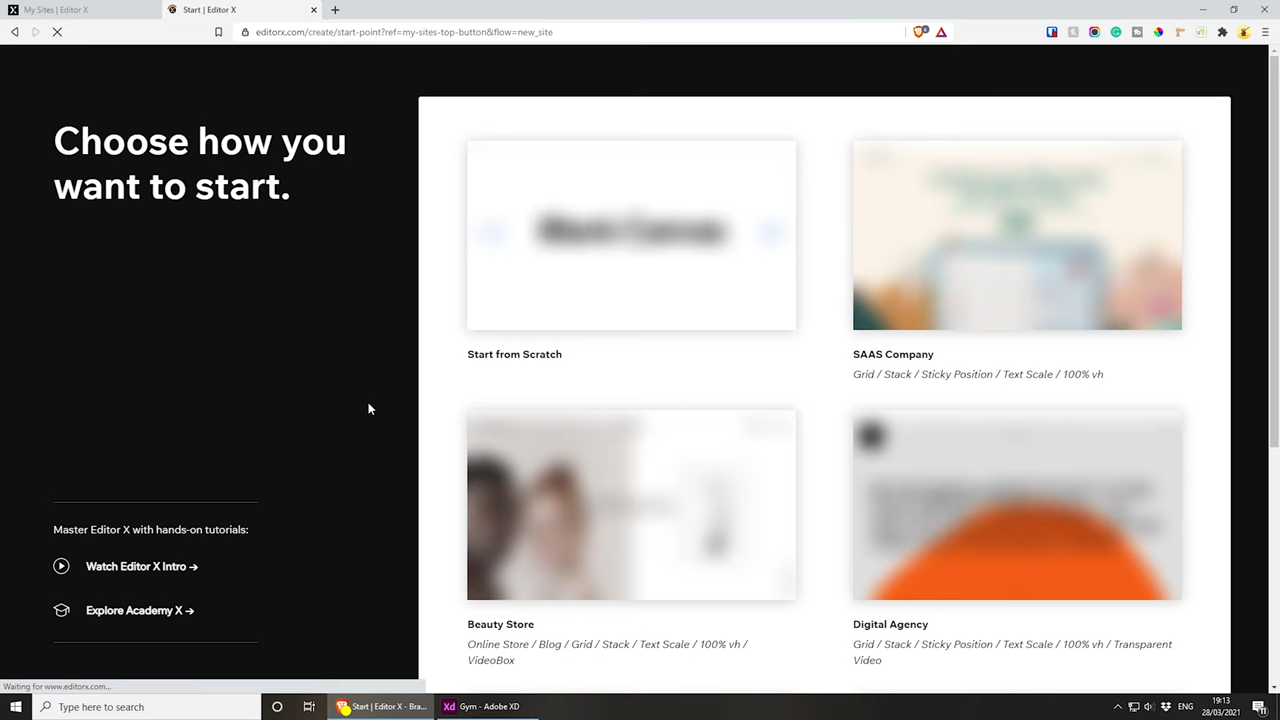 My Sites | Editor X
Start | Editor X
editorx.com/create/start-point?ref=my-sites-top-button&flow=new_site
Choose how you
want to start.
Start from Scratch
SAAS Company
Grid / Stack / Sticky Position / Text Scale / 100% vh
Master Editor X with hands-on tutorials:
Watch Editor X Intro →
Explore Academy X →
Beauty Store
Online Store / Blog / Grid / Stack / Text Scale / 100% vh /
VideoBox
Digital Agency
Grid / Stack / Sticky Position / Text Scale / 100% vh / Transparent
Video
Waiting for www.editorx.com...
Type here to search
Start | Editor X - Bra...
Xd Gym - Adobe XD
ENG
19:13
28/03/2021